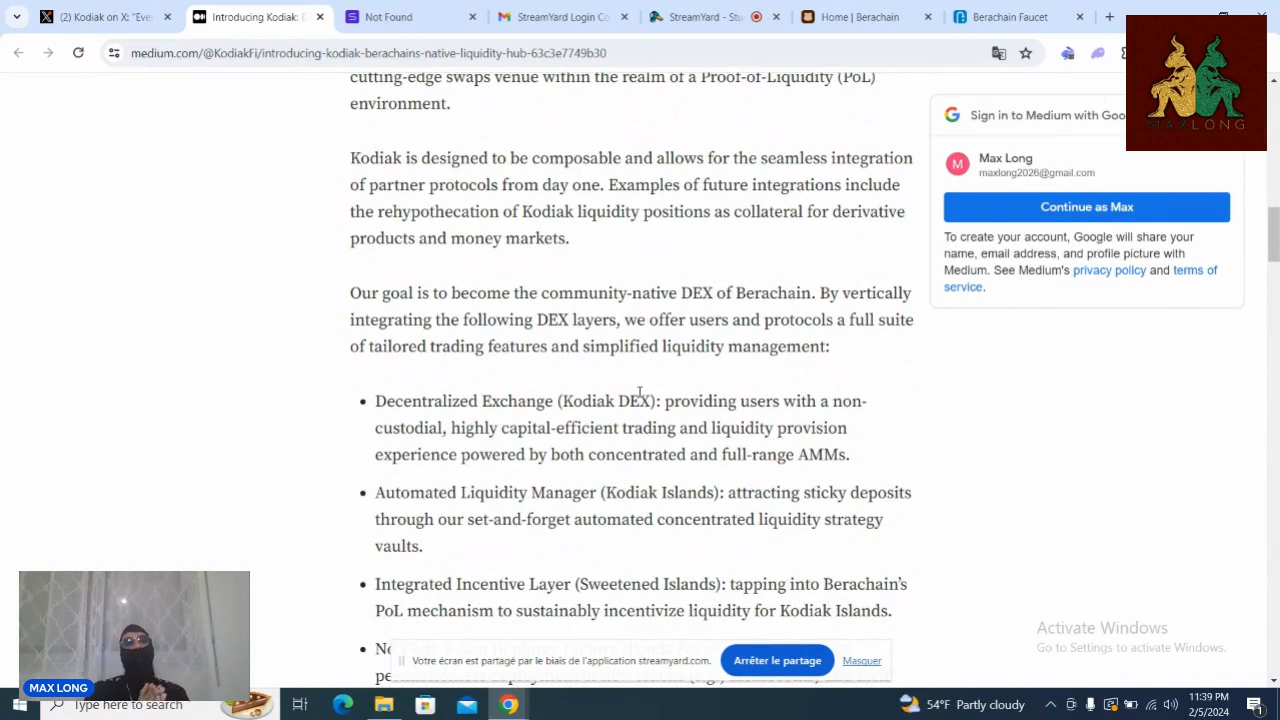 Kodiak on X: "Eve
Introducing Kodiak E
Soul Found
StreamYard Login Co
StreamYard - Stu
Home | Berachain
Berachain Faucet
medium.com/@KodiakFi/introducing-kodiak-berachains-native-liquidity-hub-63c3e7749b30
cutting-edge swaps venue within the realm of a Proof-of-Liquidity (PoL)
environment.
Kodiak is designed to be composable and allows for the seamless integration
of partner protocols from day one. Examples of future integrations include
the rehypothecation of Kodiak liquidity positions as collateral for derivative
products and money markets.
Our goal is to become the community-native DEX of Berachain. By vertically
integrating the following DEX layers, we offer users and protocols a full suite
of tailored trading features and simplified liquidity management:
Decentralized Exchange (Kodiak DEX): providing users with a non-
custodial, highly capital-efficient trading and liquidity provision
experience powered by both concentrated and full-range AMMs.
Automated Liquidity Manager (Kodiak Islands): attracting sticky deposits
through our set-and-forget automated concentrated liquidity strategy
vaults.
Integrated Incentive Layer (Sweetened Islands): tapping into Berachain's
PoL mechanism to sustainably incentivize liquidity for Kodiak Islands.
Sign in to Medium with Goo
M
Max Long
maxlong2026@gmail.com
Continue as Max
To create your account, Google will share your
name, email address, and profile picture with
Medium. See Medium's privacy policy and terms of
service.
MAXLONG
Activate Windows
Go to Settings to activate Windows.
Votre écran est partagé par le biais de l'application streamyard.com.
Arrêter le partage
Masquer
MAX LONG
Type here to search
54°F Partly cloudy
11:39 PM
2/5/2024
1